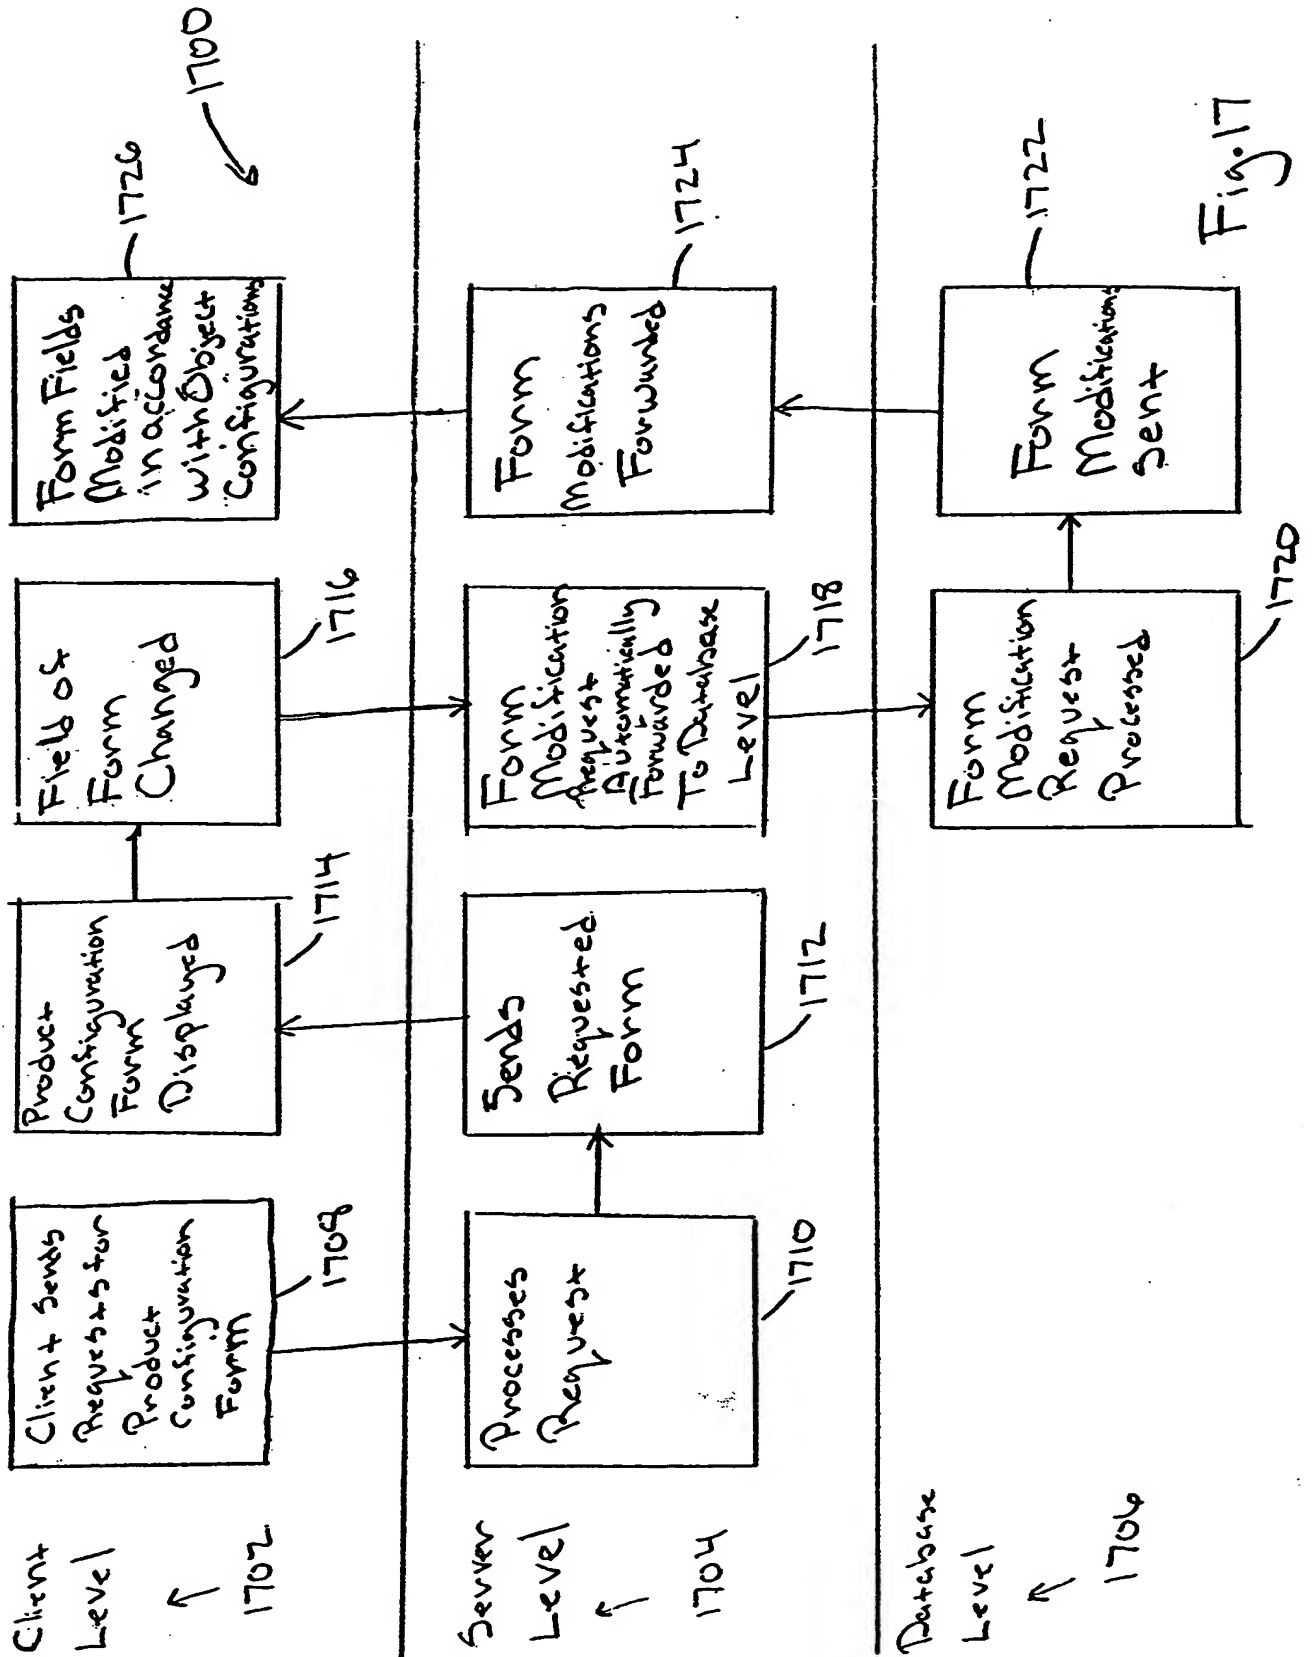 1700
Client
Level
1702
Client Sends
Request for
Product
Configuration
Form
1708
Product
Configuration
Form
Displayed
1714
Field of
Form
Changed
1716
Form Fields
Modified
in accordance
with Object
Configurations
1726
Server
Level
1704
Processes
Request
1710
Sends
Requested
Form
1712
Form
Modification
Request
Automatically
Forwarded
To Database
Level
1718
Form
Modifications
Forwarded
1724
Database
Level
1706
Form
Modification
Request
Processed
1720
Form
Modifications
Sent
1722
Fig. 17